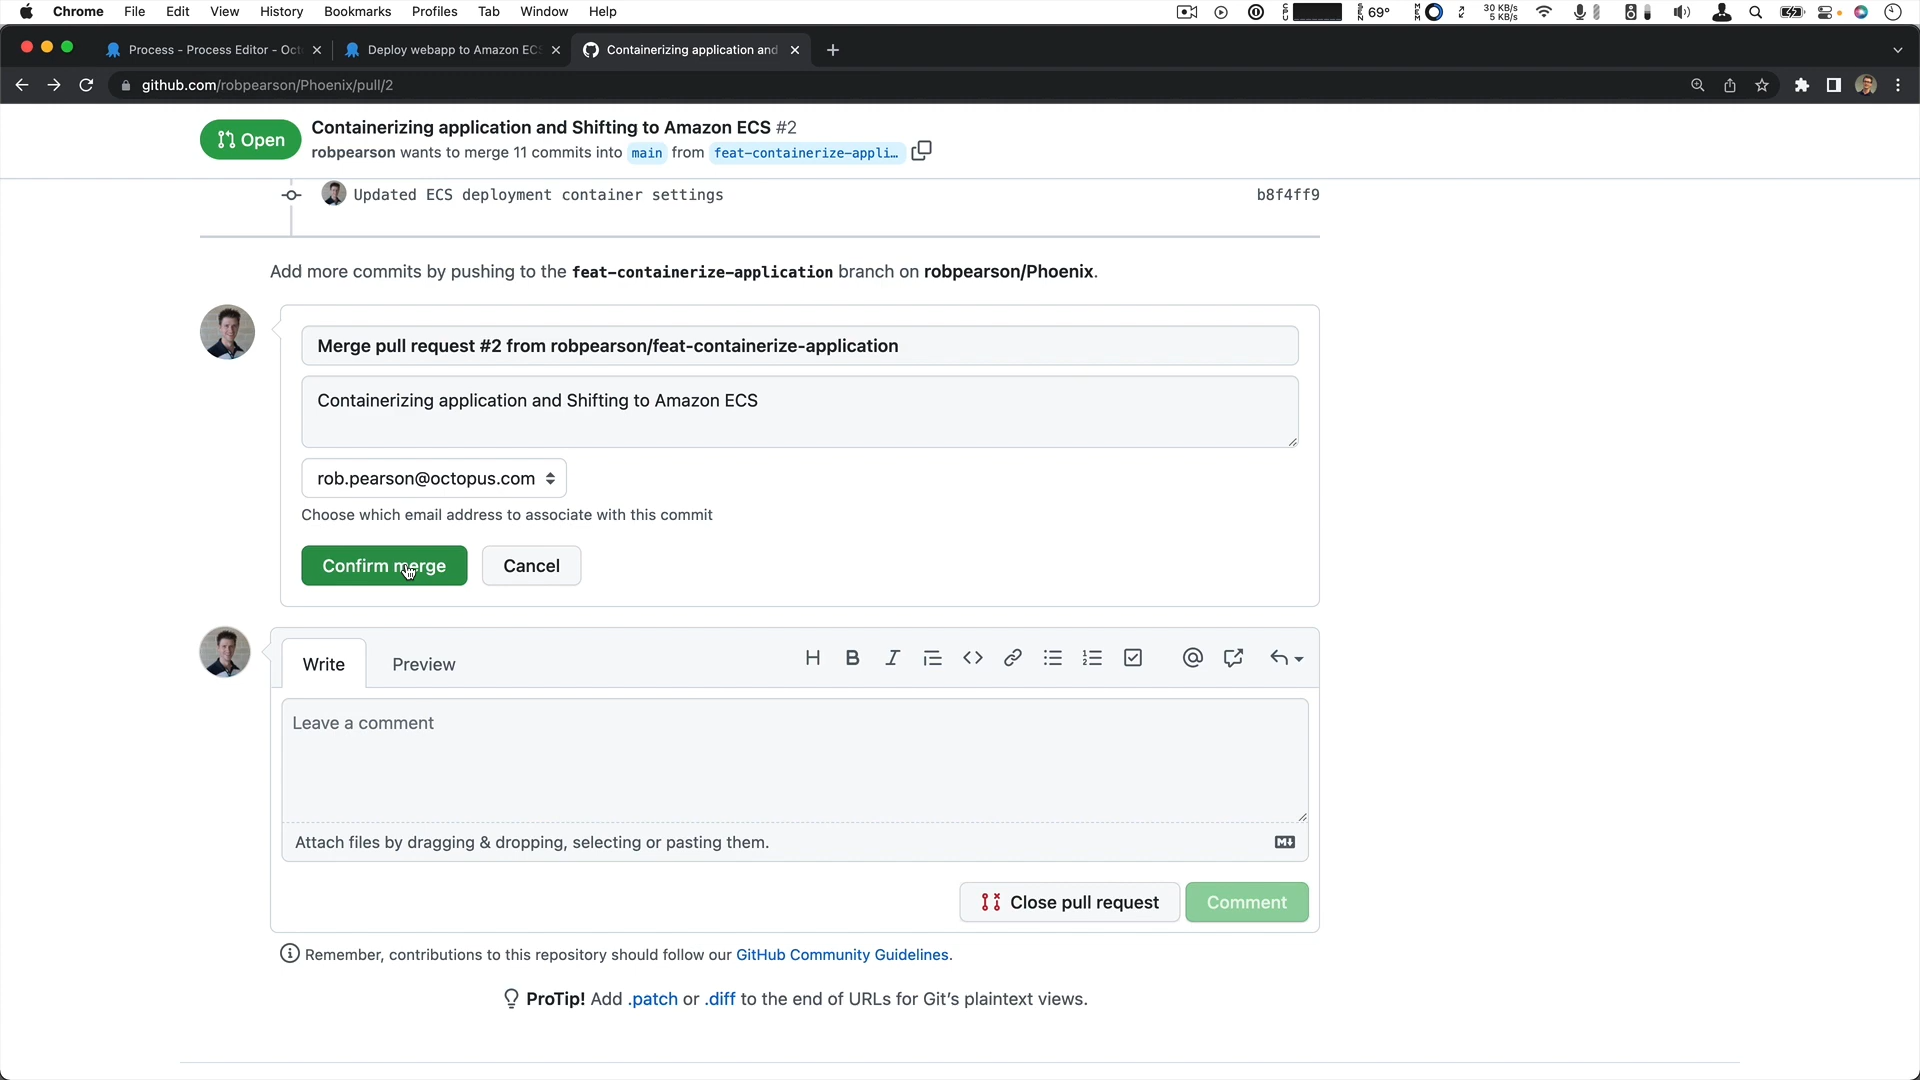 Chrome File Edit View History Bookmarks Profiles Tab Window Help 69° 30 KB/s 5 KB/s
Process - Process Editor - Oct Deploy webapp to Amazon ECS Containerizing application and
github.com/robpearson/Phoenix/pull/2
Open
Containerizing application and Shifting to Amazon ECS #2
robpearson wants to merge 11 commits into main from feat-containerize-appli…
Updated ECS deployment container settings b8f4ff9
Add more commits by pushing to the feat-containerize-application branch on robpearson/Phoenix.
Merge pull request #2 from robpearson/feat-containerize-application
Containerizing application and Shifting to Amazon ECS
rob.pearson@octopus.com
Choose which email address to associate with this commit
Confirm merge Cancel
Write Preview
Leave a comment
Attach files by dragging & dropping, selecting or pasting them.
Close pull request Comment
Remember, contributions to this repository should follow our GitHub Community Guidelines.
ProTip! Add .patch or .diff to the end of URLs for Git's plaintext views.